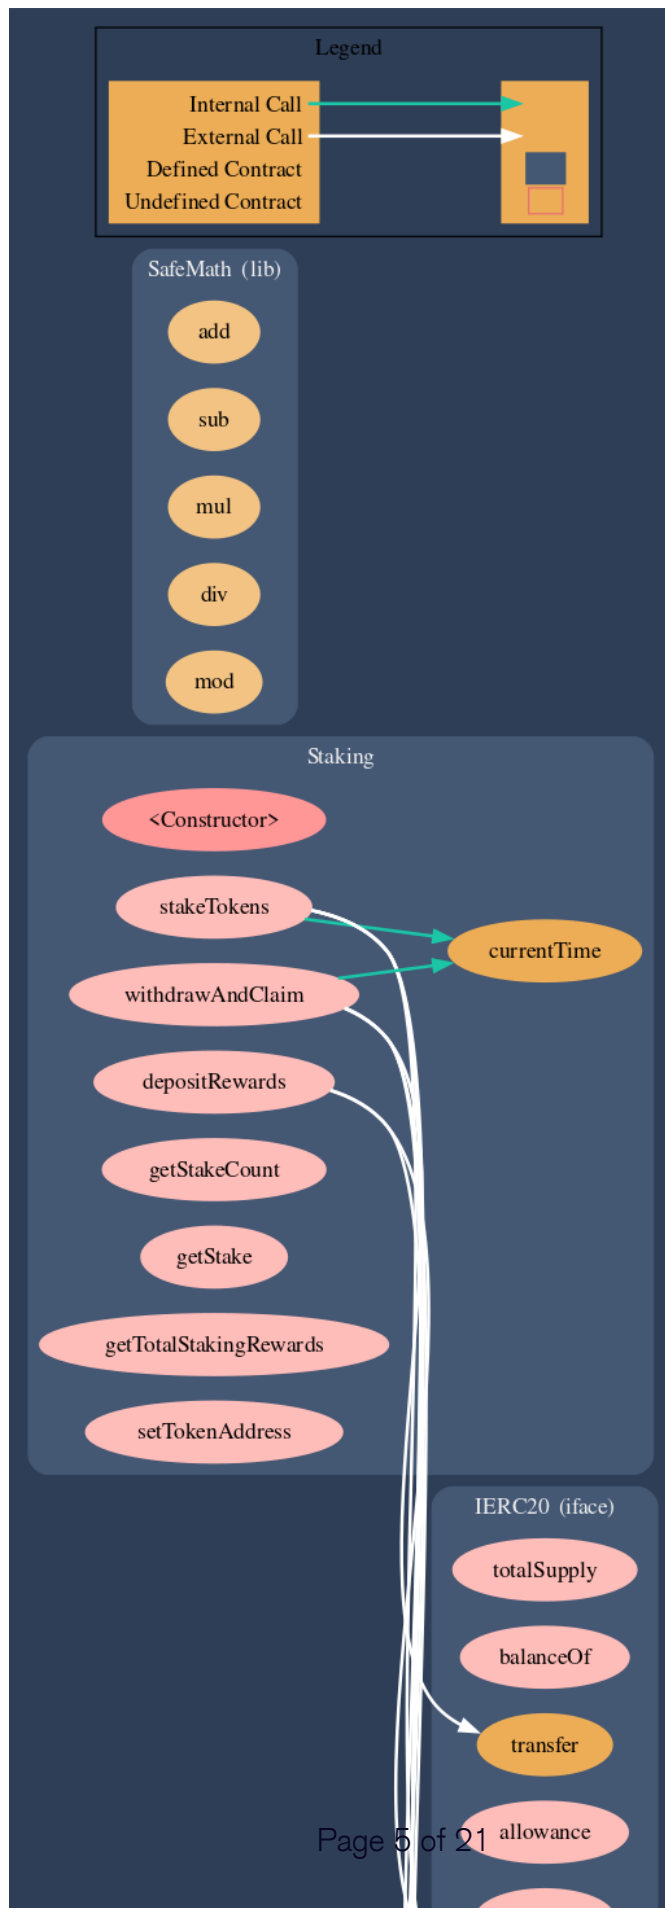 Legend
Internal Call
External Call
Defined Contract
Undefined Contract
SafeMath (lib)
add
sub
mul
div
mod
Staking
<Constructor>
stakeTokens
currentTime
withdrawAndClaim
depositRewards
getStakeCount
getStake
getTotalStakingRewards
setTokenAddress
IERC20 (iface)
totalSupply
balanceOf
transfer
allowance
Page 5 of 21